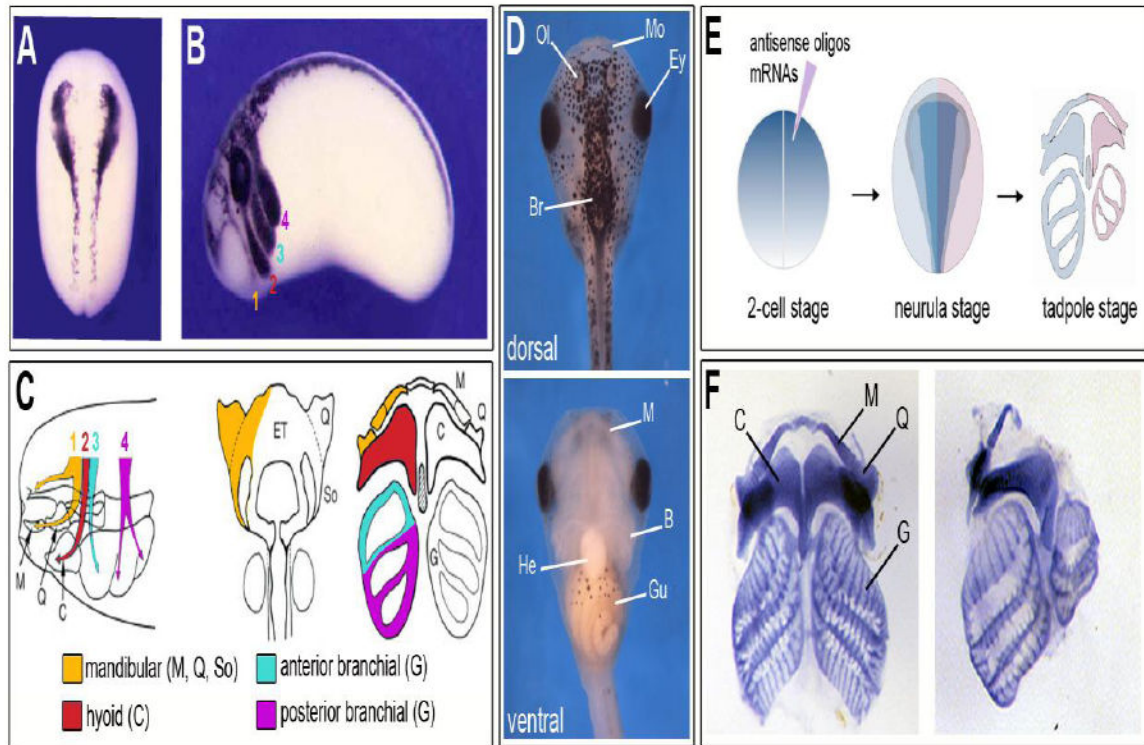 A
B
1
2
3
4
C
1 2 3 4
M
Q
C
ET
Q
So
M
Q
C
G
mandibular (M, Q, So)
hyoid (C)
anterior branchial (G)
posterior branchial (G)
D
Ol
Mo
Ey
Br
dorsal
M
B
He
Gu
ventral
E
antisense oligos
mRNAs
2-cell stage
neurula stage
tadpole stage
F
C
M
Q
G